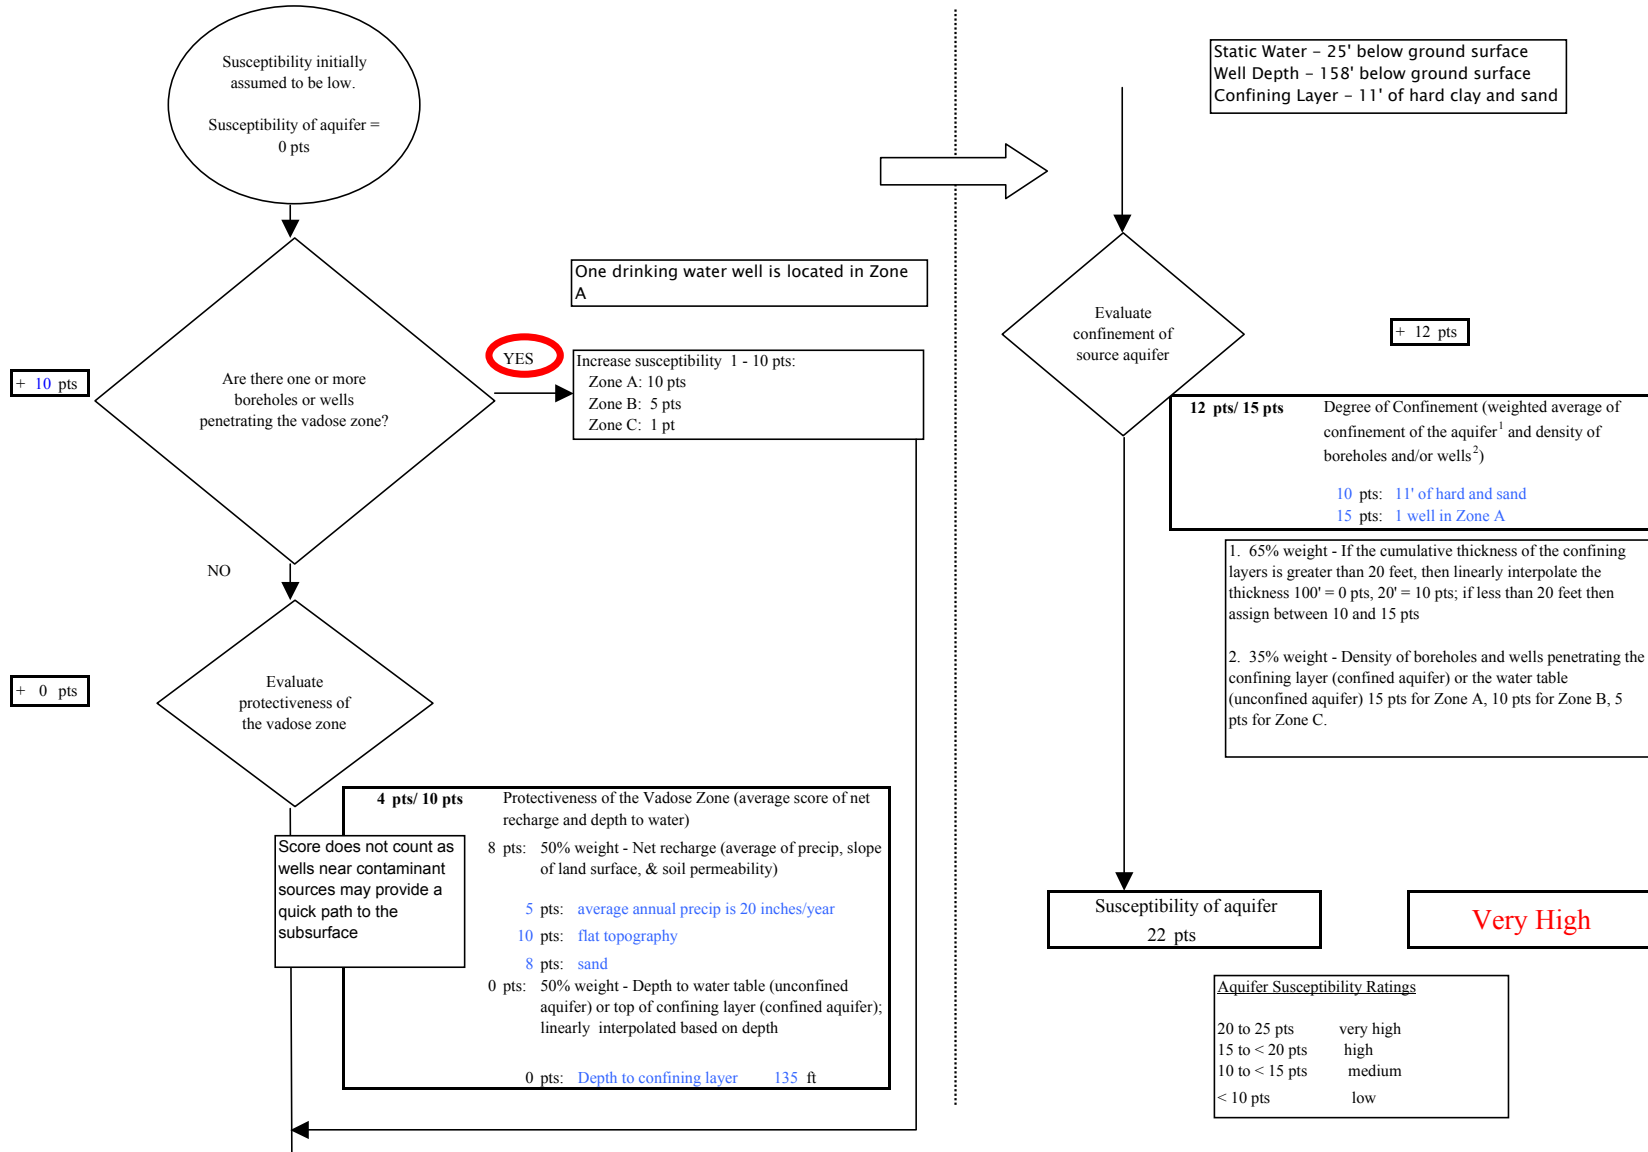 Susceptibility initially
assumed to be low.
Susceptibility of aquifer =
0 pts
One drinking water well is located in Zone
A
YES
Increase susceptibility 1 - 10 pts:
Zone A: 10 pts
Zone B: 5 pts
Zone C: 1 pt
+ 10 pts
Are there one or more
boreholes or wells
penetrating the vadose zone?
NO
+ 0 pts
Evaluate
protectiveness of
the vadose zone
Score does not count as
wells near contaminant
sources may provide a
quick path to the
subsurface
4 pts/ 10 pts Protectiveness of the Vadose Zone (average score of net
recharge and depth to water)
8 pts: 50% weight - Net recharge (average of precip, slope
of land surface, & soil permeability)
5 pts: average annual precip is 20 inches/year
10 pts: flat topography
8 pts: sand
0 pts: 50% weight - Depth to water table (unconfined
aquifer) or top of confining layer (confined aquifer);
linearly interpolated based on depth
0 pts: Depth to confining layer 135 ft
Static Water – 25' below ground surface
Well Depth – 158' below ground surface
Confining Layer – 11' of hard clay and sand
Evaluate
confinement of
source aquifer
+ 12 pts
12 pts/ 15 pts Degree of Confinement (weighted average of
confinement of the aquifer1 and density of
boreholes and/or wells2)
10 pts: 11' of hard and sand
15 pts: 1 well in Zone A
1. 65% weight - If the cumulative thickness of the confining
layers is greater than 20 feet, then linearly interpolate the
thickness 100' = 0 pts, 20' = 10 pts; if less than 20 feet then
assign between 10 and 15 pts
2. 35% weight - Density of boreholes and wells penetrating the
confining layer (confined aquifer) or the water table
(unconfined aquifer) 15 pts for Zone A, 10 pts for Zone B, 5
pts for Zone C.
Susceptibility of aquifer
22 pts
Very High
Aquifer Susceptibility Ratings
20 to 25 pts very high
15 to < 20 pts high
10 to < 15 pts medium
< 10 pts low